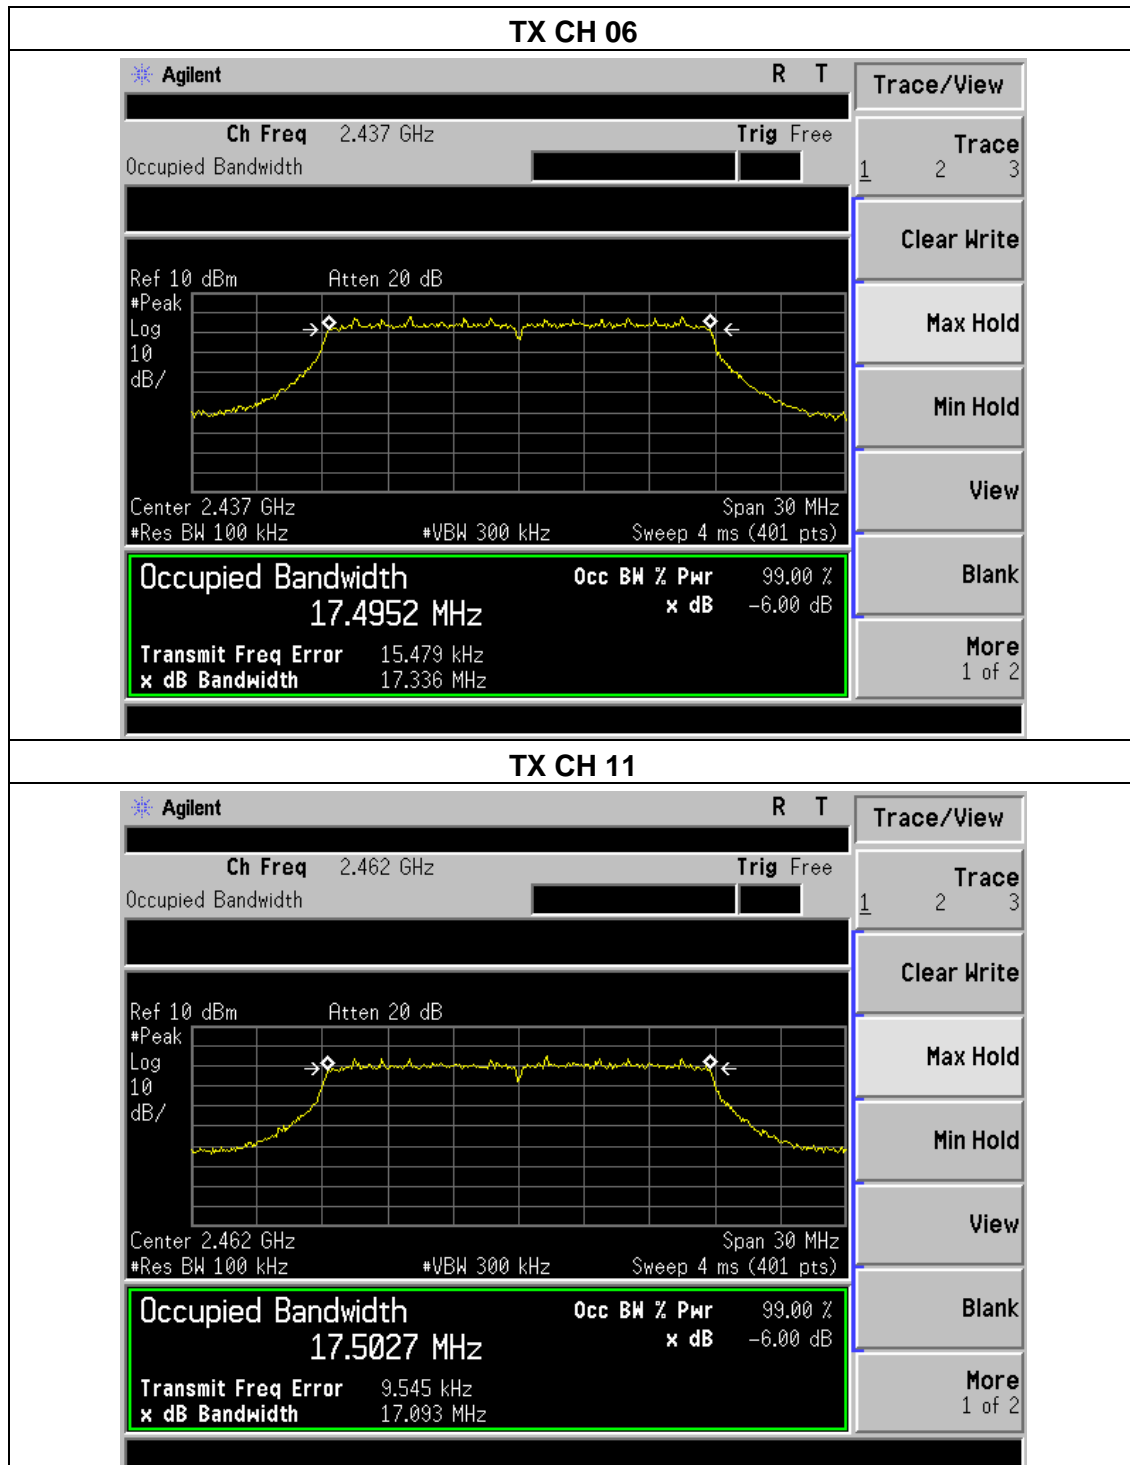 TX CH 06
Agilent R T
Trace/View
Ch Freq 2.437 GHz Trig Free
Occupied Bandwidth
Trace
1 2 3
Clear Write
Ref 10 dBm Atten 20 dB
#Peak
Log
10
dB/
Max Hold
Min Hold
View
Center 2.437 GHz Span 30 MHz
#Res BW 100 kHz #VBW 300 kHz Sweep 4 ms (401 pts)
Occupied Bandwidth Occ BW % Pwr 99.00 %
17.4952 MHz x dB -6.00 dB
Blank
Transmit Freq Error 15.479 kHz
x dB Bandwidth 17.336 MHz
More
1 of 2
TX CH 11
Agilent R T
Trace/View
Ch Freq 2.462 GHz Trig Free
Occupied Bandwidth
Trace
1 2 3
Clear Write
Ref 10 dBm Atten 20 dB
#Peak
Log
10
dB/
Max Hold
Min Hold
View
Center 2.462 GHz Span 30 MHz
#Res BW 100 kHz #VBW 300 kHz Sweep 4 ms (401 pts)
Occupied Bandwidth Occ BW % Pwr 99.00 %
17.5027 MHz x dB -6.00 dB
Blank
Transmit Freq Error 9.545 kHz
x dB Bandwidth 17.093 MHz
More
1 of 2